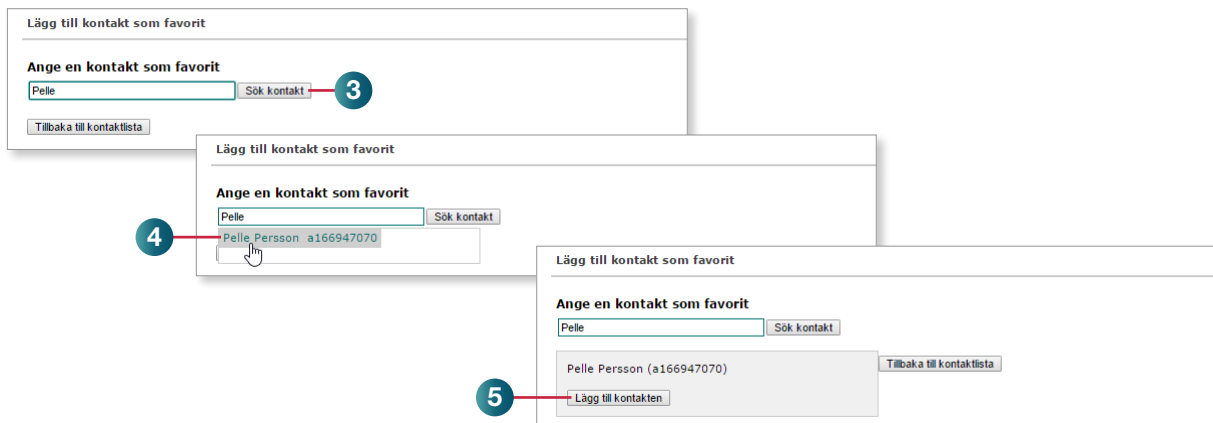 Lägg till kontakt som favorit
Ange en kontakt som favorit
Pelle Sök kontakt 3
Tillbaka till kontaktlista
Lägg till kontakt som favorit
Ange en kontakt som favorit
Pelle Sök kontakt
4 Pelle Persson a166947070
Lägg till kontakt som favorit
Ange en kontakt som favorit
Pelle Sök kontakt
Pelle Persson (a166947070) Tillbaka till kontaktlista
5 Lägg till kontakten